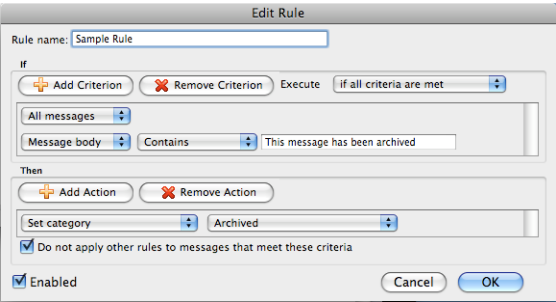 Edit Rule
Rule name: Sample Rule
If
Add Criterion Remove Criterion Execute if all criteria are met
All messages
Message body Contains This message has been archived
Then
Add Action Remove Action
Set category Archived
Do not apply other rules to messages that meet these criteria
Enabled Cancel OK